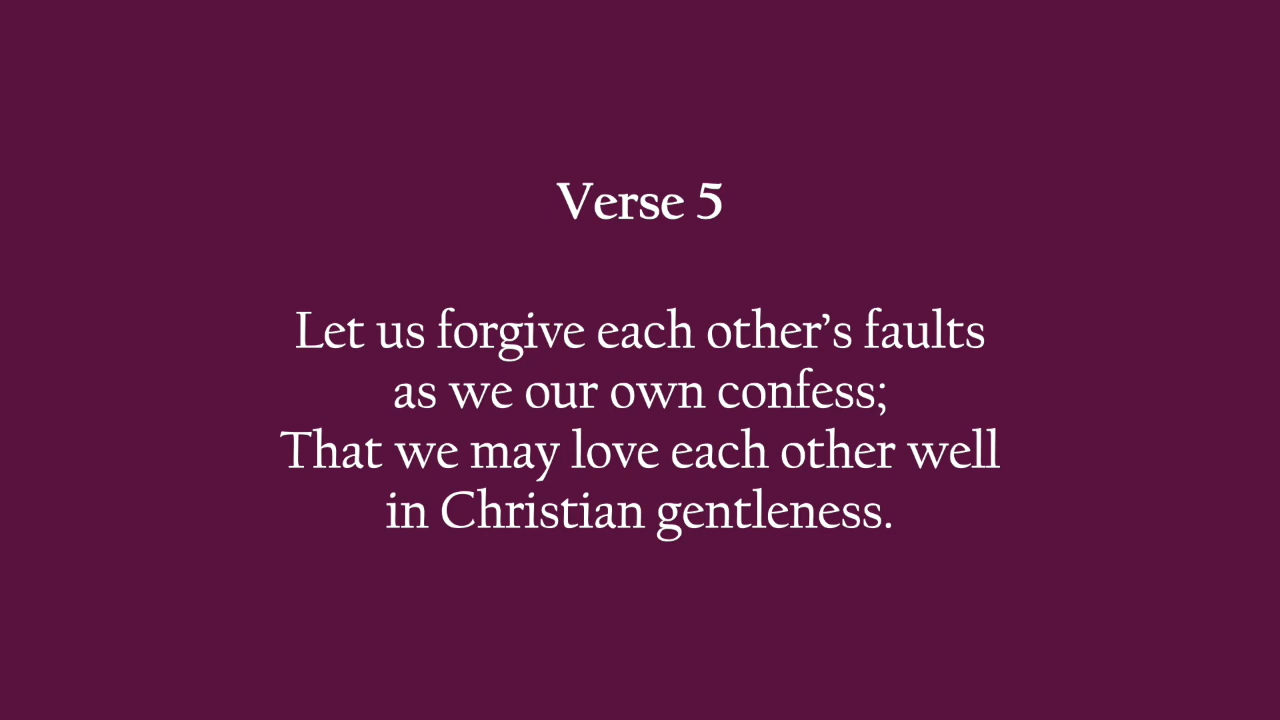 Verse 5
Let us forgive each other’s faults
as we our own confess;
That we may love each other well
in Christian gentleness.